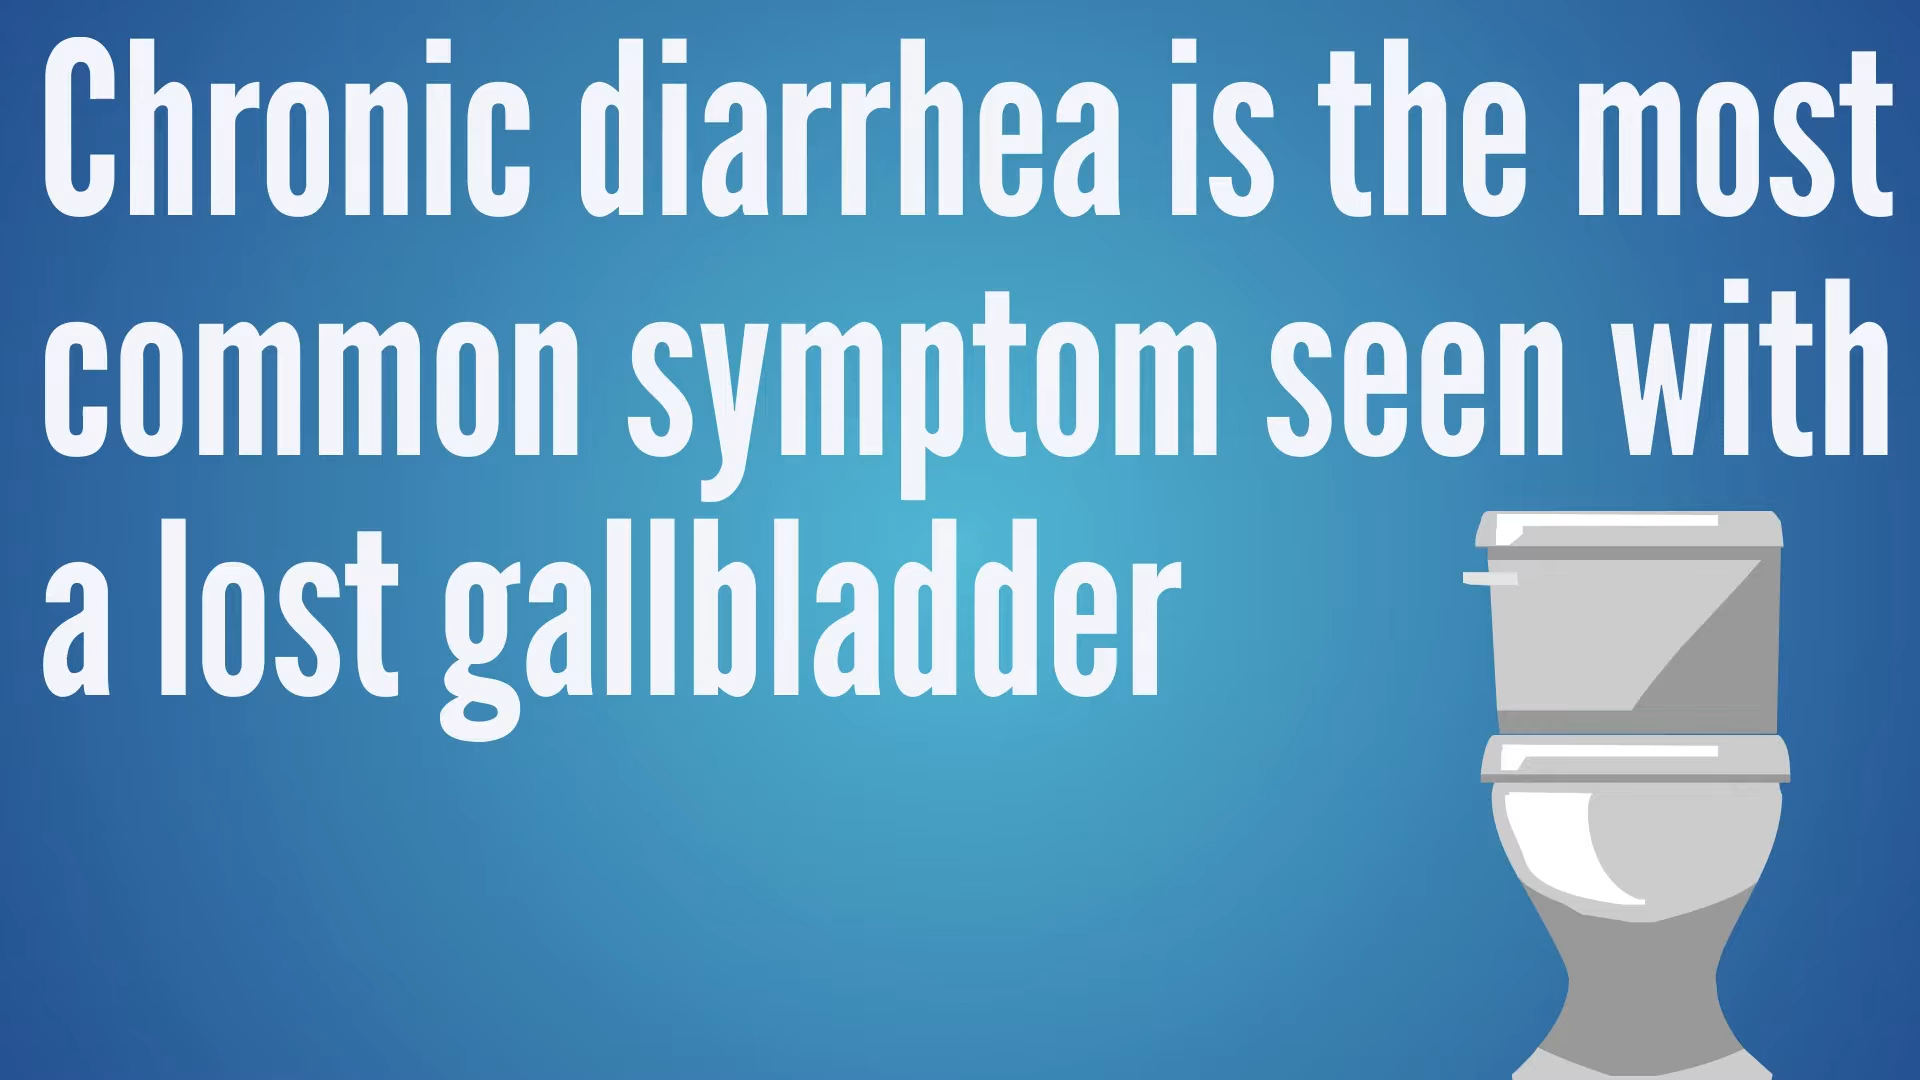 Chronic diarrhea is the most
common symptom seen with
a lost gallbladder